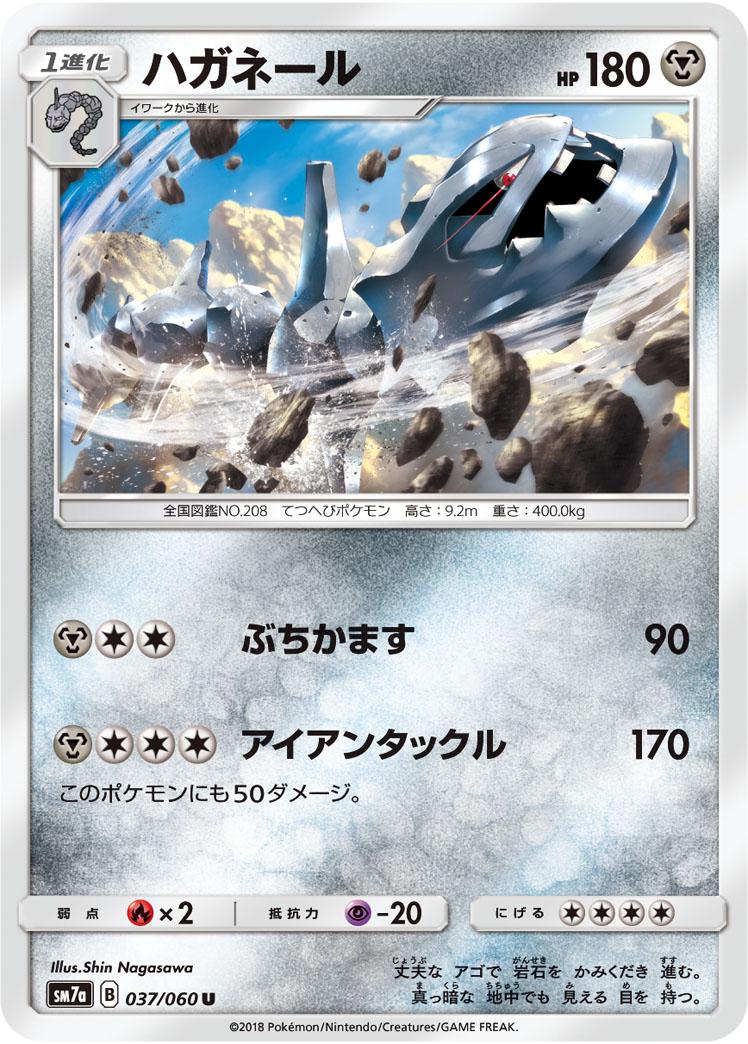 1進化
ハガネール
HP 180
イワークから進化
全国図鑑NO.208 てつへびポケモン 高さ：9.2m 重さ：400.0kg
ぶちかます 90
アイアンタックル 170
このポケモンにも50ダメージ。
弱点 ×2 抵抗力 -20 にげる
Illus.Shin Nagasawa
丈夫な アゴで 岩石を かみくだき 進む。
真っ暗な 地中でも 見える 目を 持つ。
sm7a B 037/060 U
©2018 Pokémon/Nintendo/Creatures/GAME FREAK.